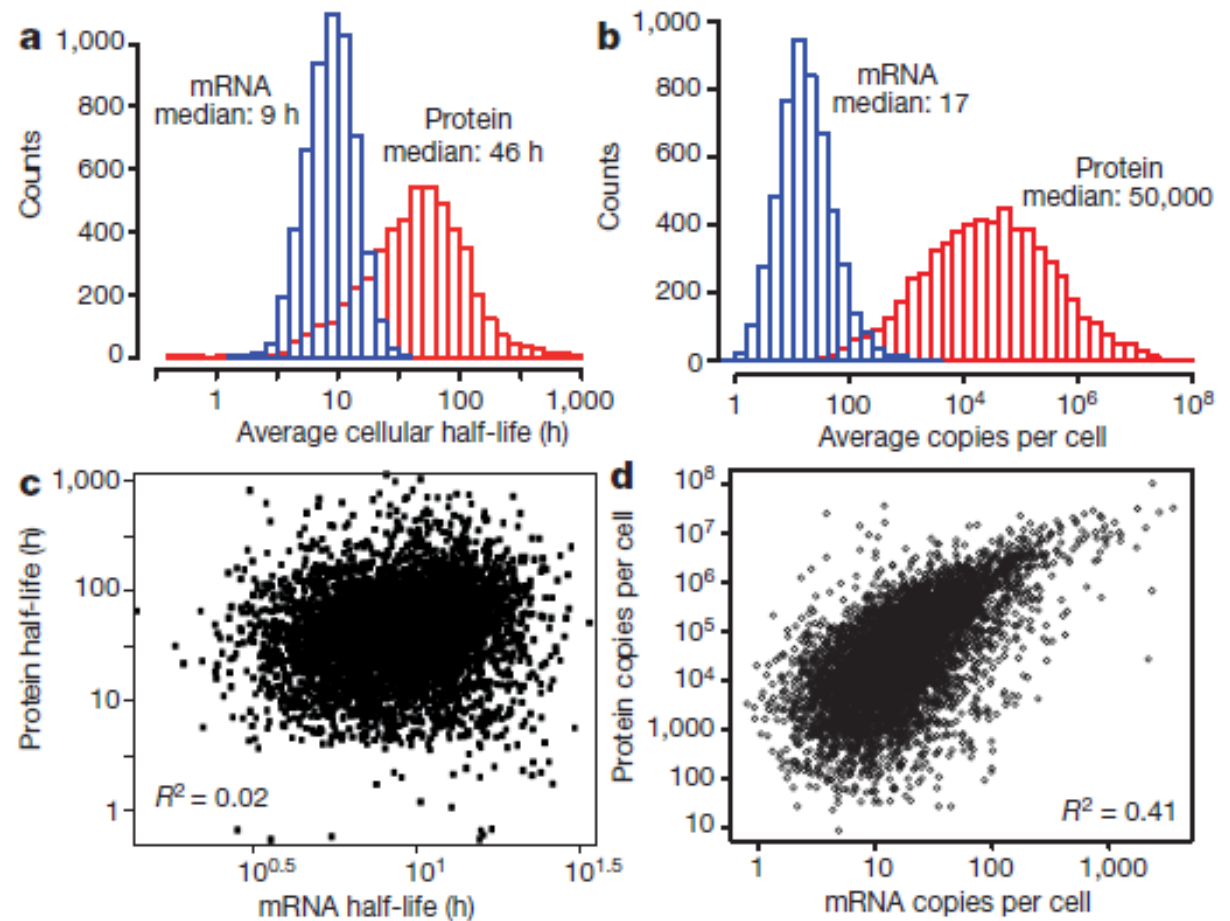 a
1,000
800
600
400
200
0
Counts
mRNA
median: 9 h
Protein
median: 46 h
1
10
100
1,000
Average cellular half-life (h)
b
1,000
800
600
400
200
0
Counts
mRNA
median: 17
Protein
median: 50,000
1
100
10⁴
10⁶
10⁸
Average copies per cell
c
1,000
100
10
1
Protein half-life (h)
R² = 0.02
10⁰·⁵
10¹
10¹·⁵
mRNA half-life (h)
d
10⁸
10⁷
10⁶
10⁵
10⁴
1,000
100
10
Protein copies per cell
R² = 0.41
1
10
100
1,000
mRNA copies per cell